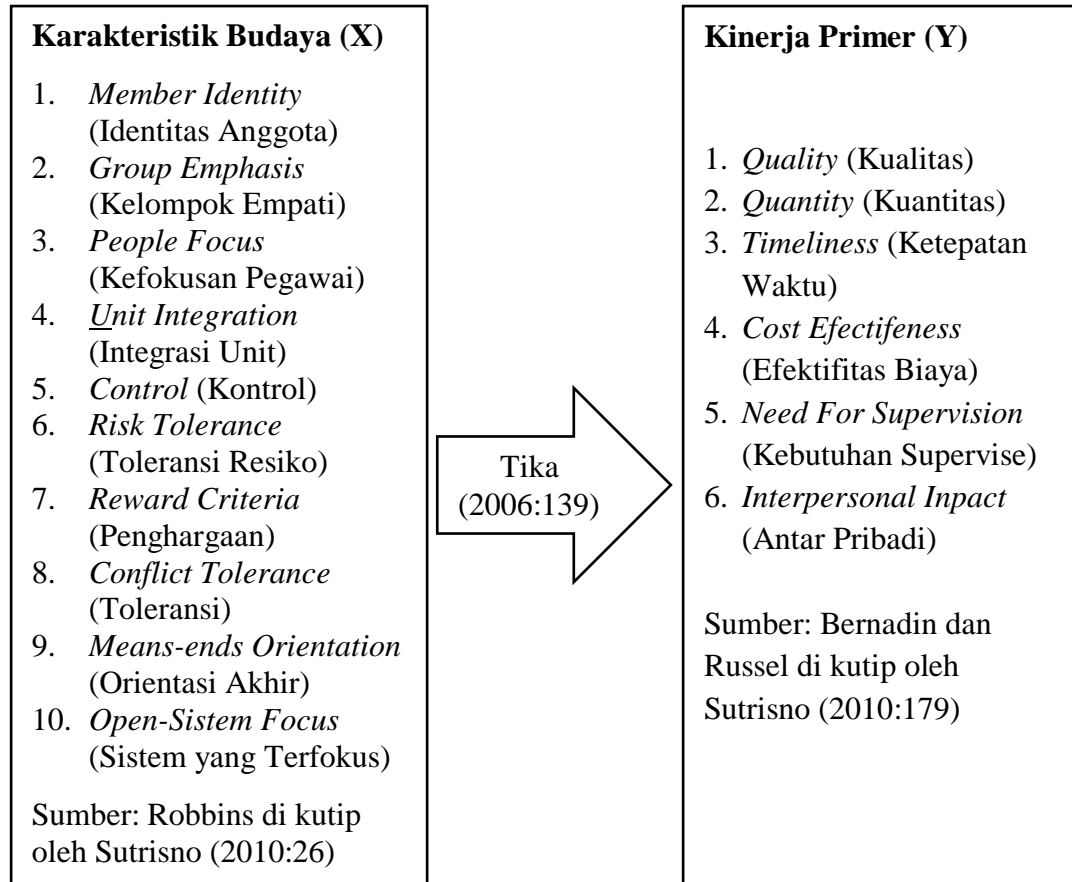 Karakteristik Budaya (X)
1. Member Identity
(Identitas Anggota)
2. Group Emphasis
(Kelompok Empati)
3. People Focus
(Kefokusan Pegawai)
4. Unit Integration
(Integrasi Unit)
5. Control (Kontrol)
6. Risk Tolerance
(Toleransi Resiko)
7. Reward Criteria
(Penghargaan)
8. Conflict Tolerance
(Toleransi)
9. Means-ends Orientation
(Orientasi Akhir)
10. Open-Sistem Focus
(Sistem yang Terfokus)
Sumber: Robbins di kutip
oleh Sutrisno (2010:26)
Tika
(2006:139)
Kinerja Primer (Y)
1. Quality (Kualitas)
2. Quantity (Kuantitas)
3. Timeliness (Ketepatan
Waktu)
4. Cost Efectifeness
(Efektifitas Biaya)
5. Need For Supervision
(Kebutuhan Supervise)
6. Interpersonal Inpact
(Antar Pribadi)
Sumber: Bernadin dan
Russel di kutip oleh
Sutrisno (2010:179)